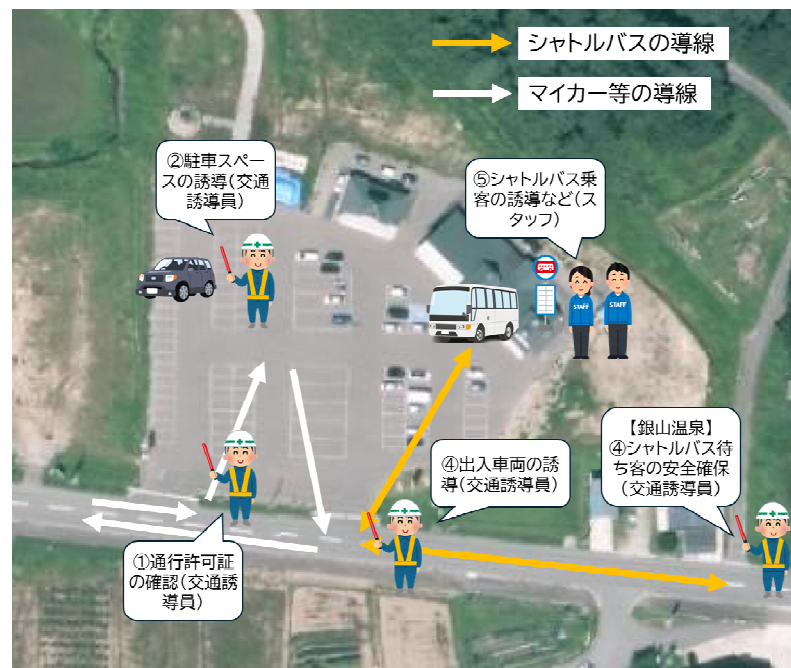 シャトルバスの導線
マイカー等の導線
②駐車スペー
スの誘導(交通
誘導員)
⑤シャトルバス乗
客の誘導など(ス
タッフ)
STAFF
STAFF
【銀山温泉】
④シャトルバス待
ち客の安全確保
(交通誘導員)
④出入車両の誘
導(交通誘導員)
①通行許可証
の確認(交通誘
導員)